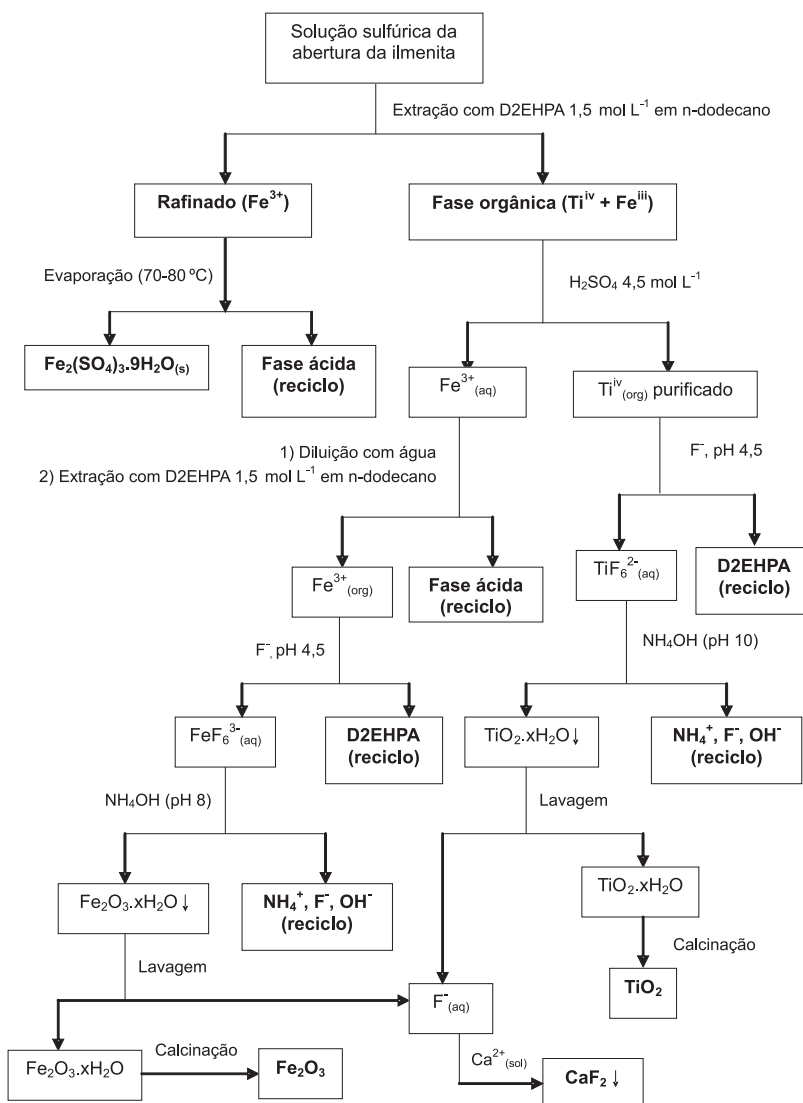 Solução sulfúrica da
abertura da ilmenita
Extração com D2EHPA 1,5 mol L⁻¹ em n-dodecano
Rafinado (Fe³⁺)
Fase orgânica (Tiⁱᵛ + Feⁱⁱⁱ)
Evaporação (70-80 ºC)
H₂SO₄ 4,5 mol L⁻¹
Fe₂(SO₄)₃.9H₂O₍ₛ₎
Fase ácida
(reciclo)
Fe³⁺(aq)
Tiⁱᵛ(org) purificado
1) Diluição com água
2) Extração com D2EHPA 1,5 mol L⁻¹ em n-dodecano
F⁻, pH 4,5
Fe³⁺(org)
Fase ácida
(reciclo)
TiF₆²⁻(aq)
D2EHPA
(reciclo)
F⁻, pH 4,5
NH₄OH (pH 10)
FeF₆³⁻(aq)
D2EHPA
(reciclo)
TiO₂.xH₂O↓
NH₄⁺, F⁻, OH⁻
(reciclo)
NH₄OH (pH 8)
Lavagem
Fe₂O₃.xH₂O↓
NH₄⁺, F⁻, OH⁻
(reciclo)
TiO₂.xH₂O
Lavagem
Calcinação
F⁻(aq)
TiO₂
Fe₂O₃.xH₂O
Calcinação
Fe₂O₃
Ca²⁺(sol)
CaF₂ ↓